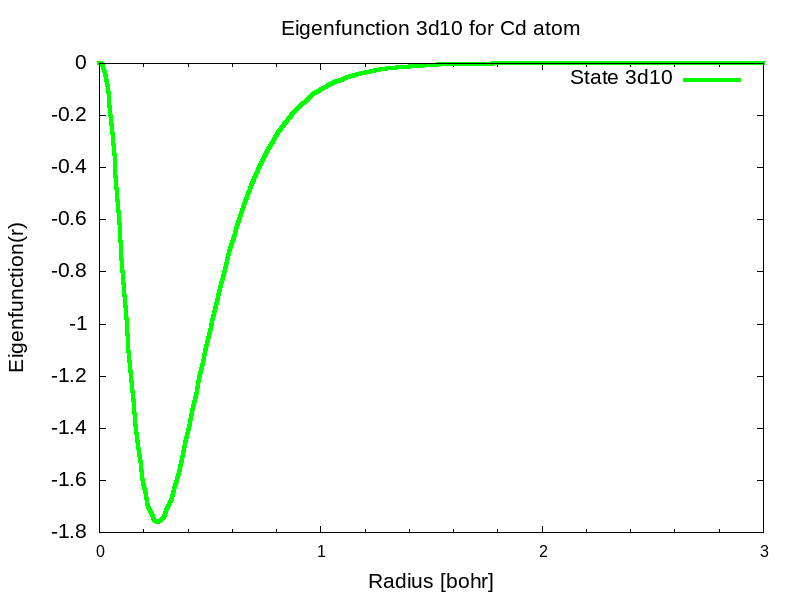 Eigenfunction 3d10 for Cd atom
State 3d10
0
-0.2
-0.4
-0.6
-0.8
-1
-1.2
-1.4
-1.6
-1.8
Eigenfunction(r)
0 1 2 3
Radius [bohr]